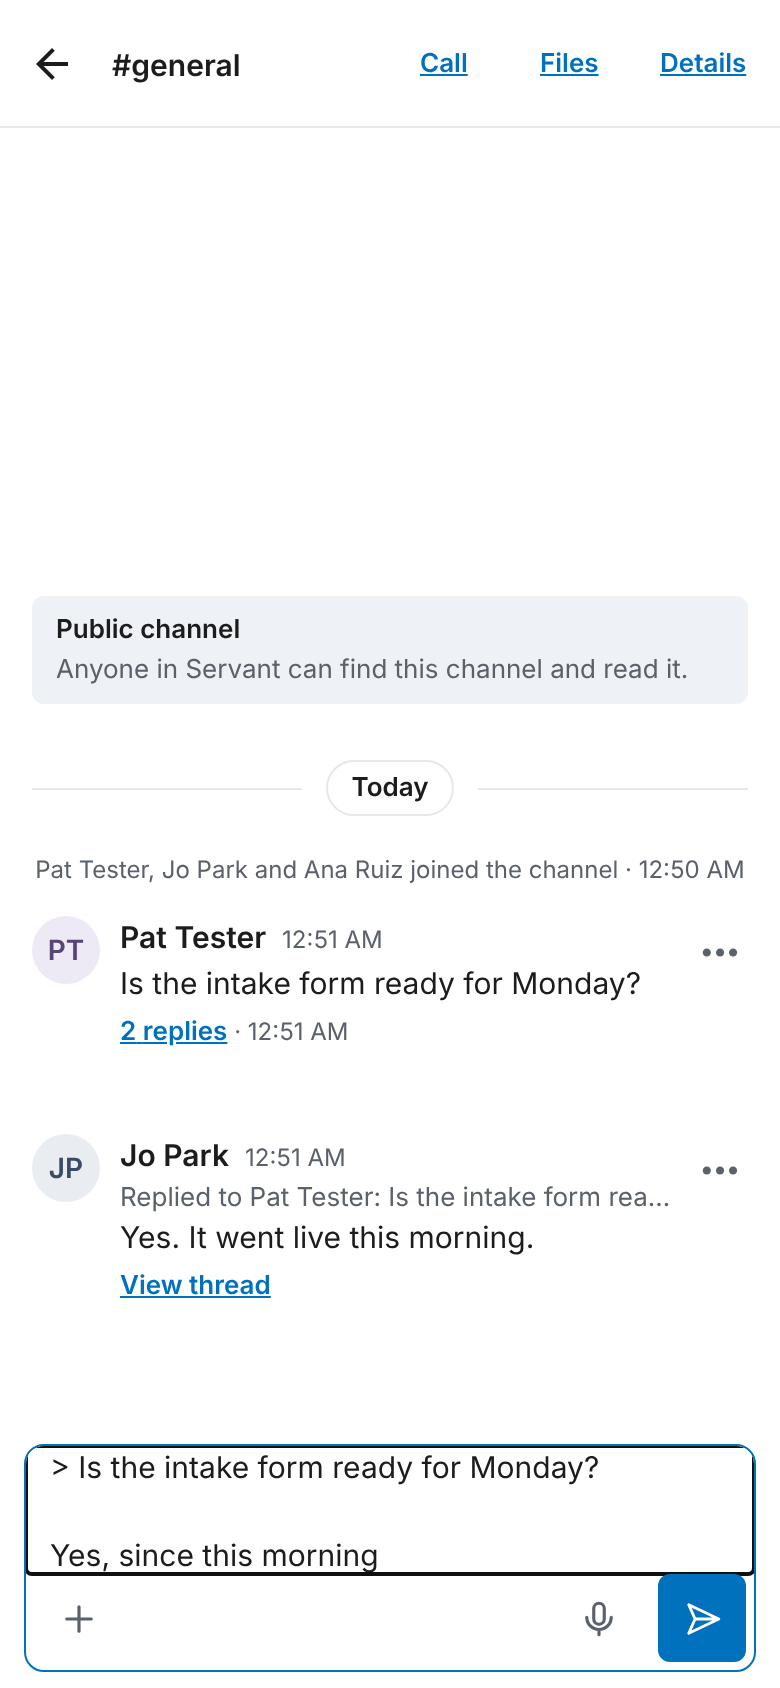 #general
Call
Files
Details
Public channel
Anyone in Servant can find this channel and read it.
Today
Pat Tester, Jo Park and Ana Ruiz joined the channel · 12:50 AM
PT
Pat Tester 12:51 AM
Is the intake form ready for Monday?
2 replies · 12:51 AM
JP
Jo Park 12:51 AM
Replied to Pat Tester: Is the intake form rea...
Yes. It went live this morning.
View thread
> Is the intake form ready for Monday?
Yes, since this morning